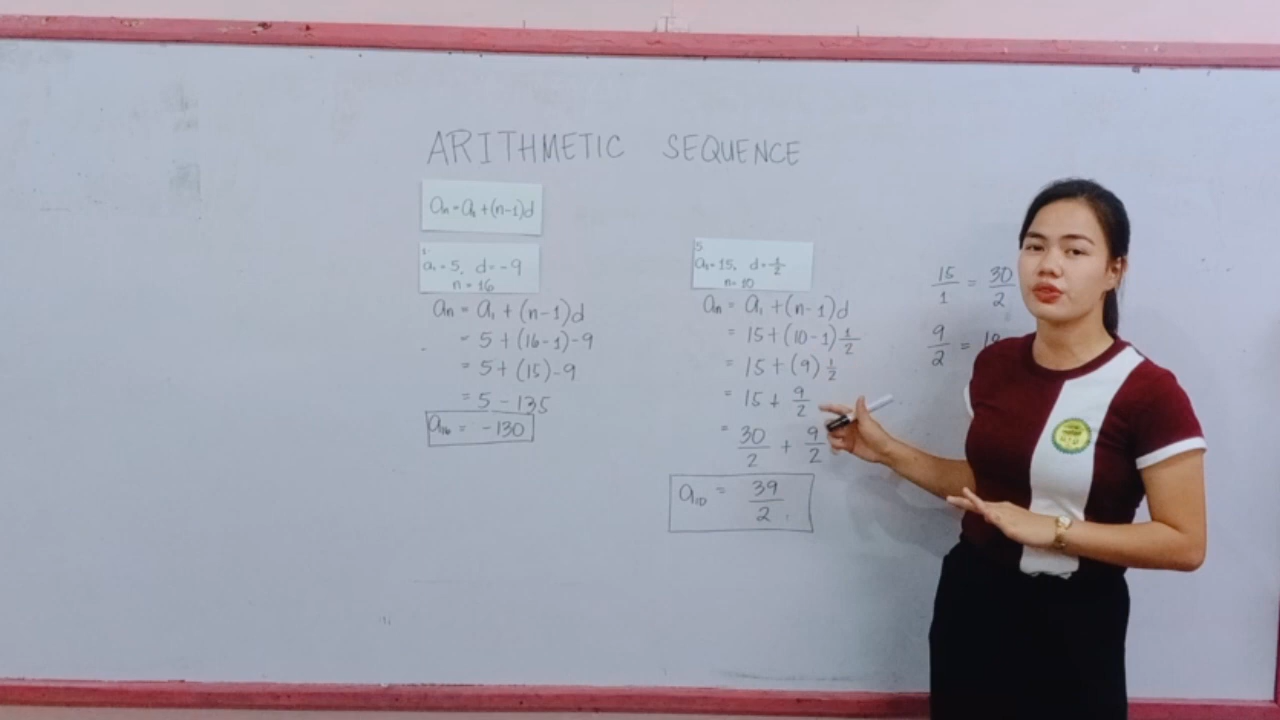 ARITHMETIC SEQUENCE
aₙ = a₁ + (n-1)d
1.
a₁ = 5, d = -9
n = 16
aₙ = a₁ + (n-1)d
= 5 + (16-1) -9
= 5 + (15) -9
= 5 - 135
a₁₆ = -130
5
a₁ = 15, d = 1/2
n = 10
aₙ = a₁ + (n-1)d
= 15 + (10-1) 1/2
= 15 + (9) 1/2
= 15 + 9/2
= 30/2 + 9/2
a₁₀ = 39/2
15/1 = 30/2
9/2 =